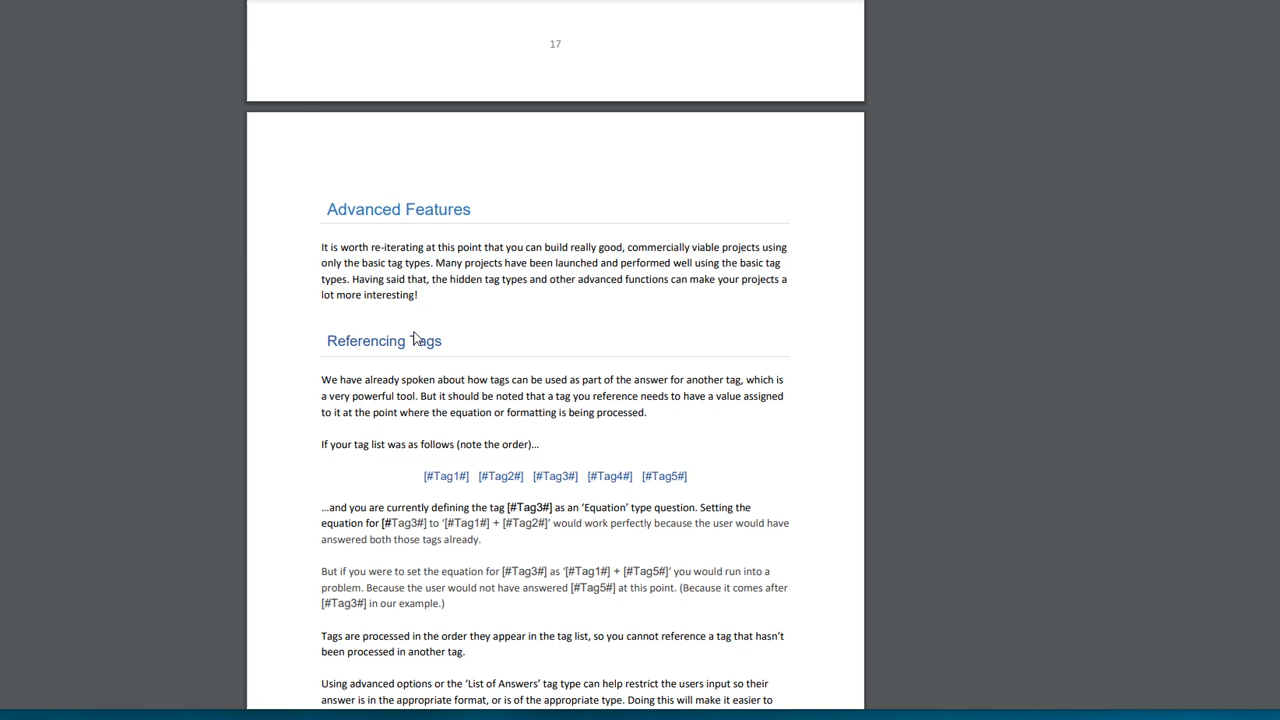 17
Advanced Features
It is worth re-iterating at this point that you can build really good, commercially viable projects using
only the basic tag types. Many projects have been launched and performed well using the basic tag
types. Having said that, the hidden tag types and other advanced functions can make your projects a
lot more interesting!
Referencing Tags
We have already spoken about how tags can be used as part of the answer for another tag, which is
a very powerful tool. But it should be noted that a tag you reference needs to have a value assigned
to it at the point where the equation or formatting is being processed.
If your tag list was as follows (note the order)…
[#Tag1#] [#Tag2#] [#Tag3#] [#Tag4#] [#Tag5#]
…and you are currently defining the tag [#Tag3#] as an ‘Equation’ type question. Setting the
equation for [#Tag3#] to ‘[#Tag1#] + [#Tag2#]’ would work perfectly because the user would have
answered both those tags already.
But if you were to set the equation for [#Tag3#] as ‘[#Tag1#] + [#Tag5#]’ you would run into a
problem. Because the user would not have answered [#Tag5#] at this point. (Because it comes after
[#Tag3#] in our example.)
Tags are processed in the order they appear in the tag list, so you cannot reference a tag that hasn’t
been processed in another tag.
Using advanced options or the ‘List of Answers’ tag type can help restrict the users input so their
answer is in the appropriate format, or is of the appropriate type. Doing this will make it easier to